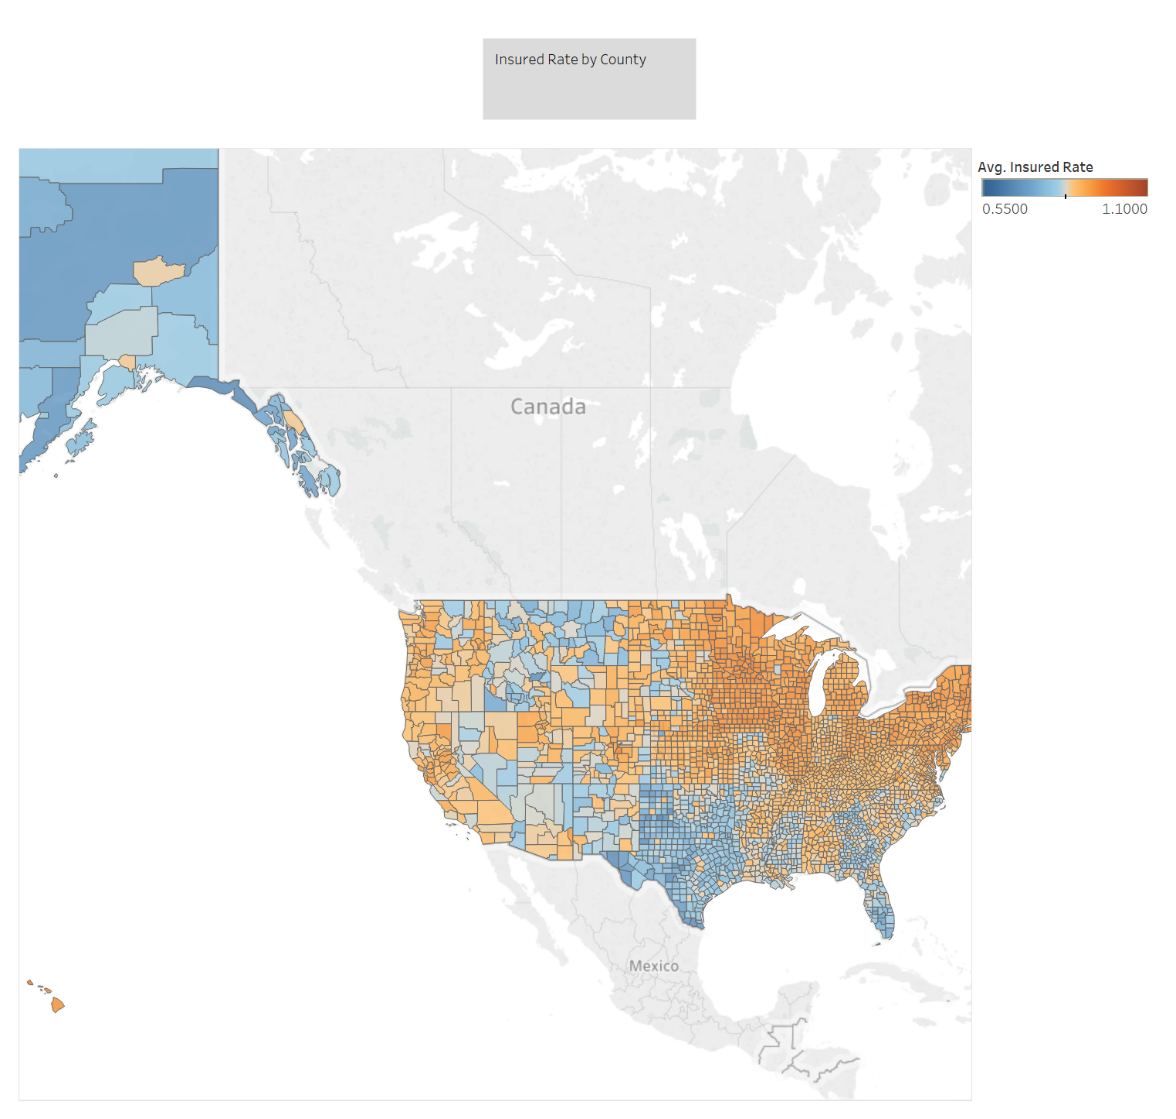 Insured Rate by County
Avg. Insured Rate
0.5500 1.1000
Canada
Mexico